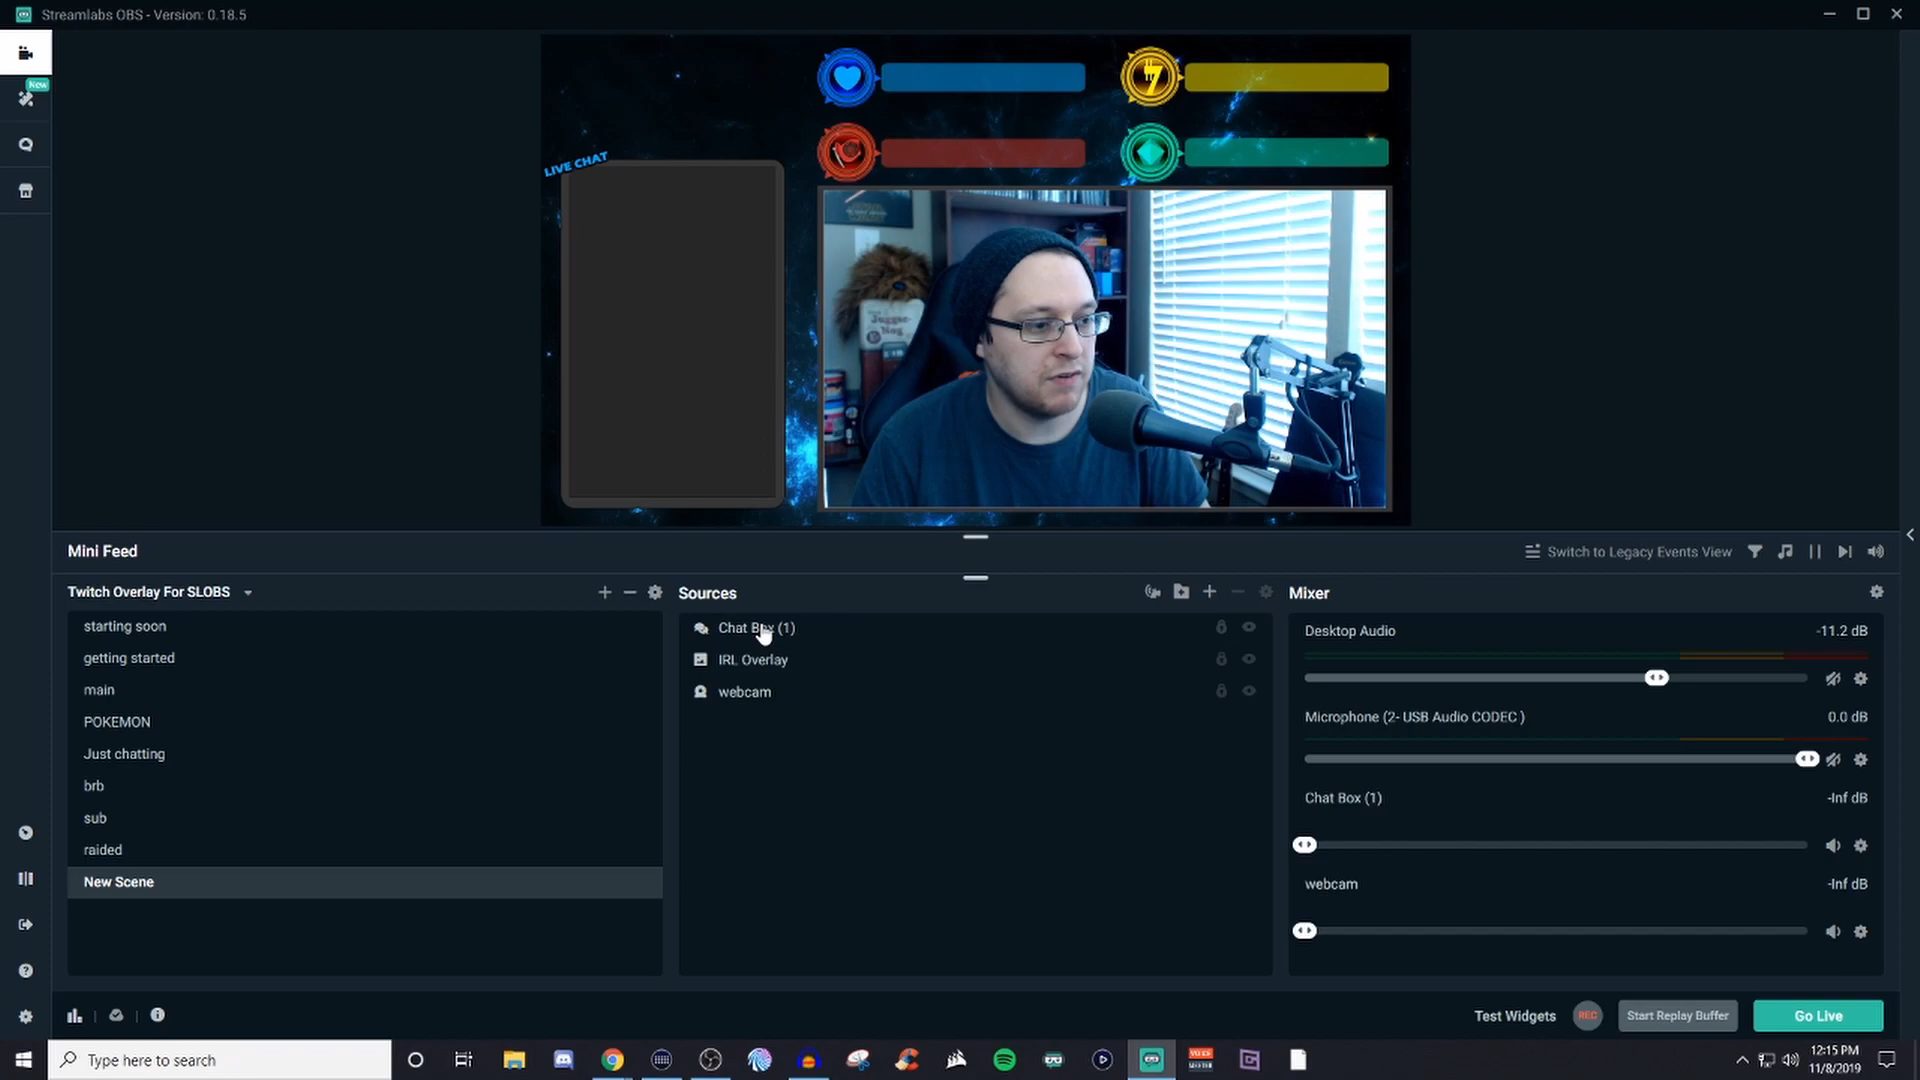 Streamlabs OBS - Version: 0.18.5
New
LIVE CHAT
Jugger-
Nog
Mini Feed
Switch to Legacy Events View
Twitch Overlay For SLOBS
starting soon
getting started
main
POKEMON
Just chatting
brb
sub
raided
New Scene
Sources
Chat Box (1)
IRL Overlay
webcam
Mixer
Desktop Audio
-11.2 dB
Microphone (2- USB Audio CODEC )
0.0 dB
Chat Box (1)
-Inf dB
webcam
-Inf dB
Test Widgets
REC
Start Replay Buffer
Go Live
Type here to search
12:15 PM
11/8/2019